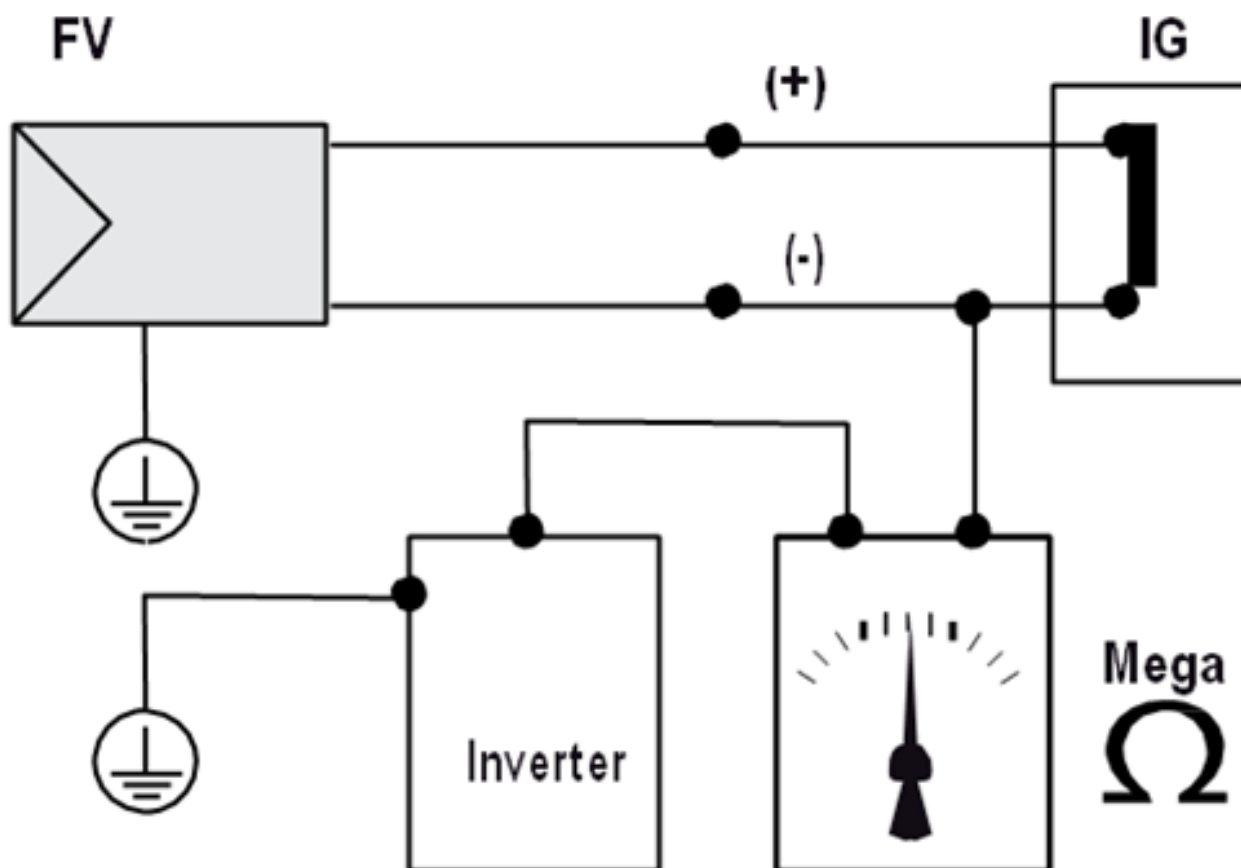 FV
IG
(+)
(-)
Inverter
Mega
Ω